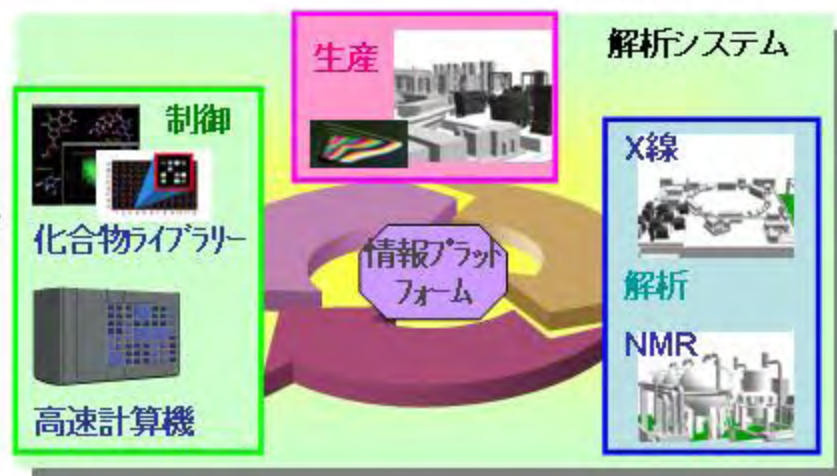 生産
解析システム
制御
化合物ライブラリー
高速計算機
情報プラット
フォーム
X線
解析
NMR